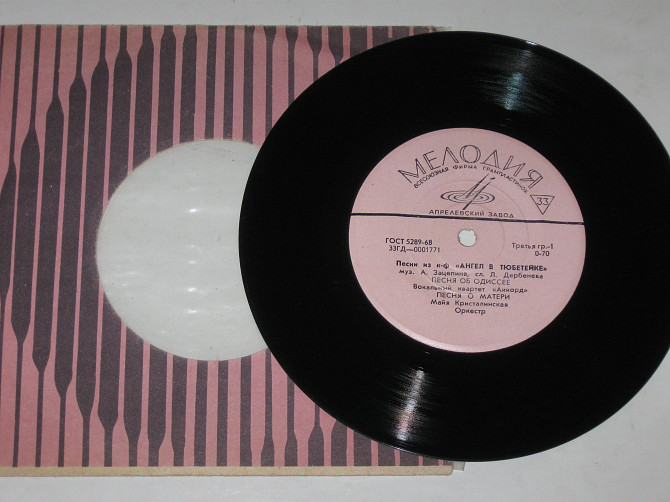 МЕЛОДИЯ
ВСЕСОЮЗНАЯ ФИРМА ГРАМПЛАСТИНОК
33
АПРЕЛЕВСКИЙ ЗАВОД
ГОСТ 5289-68 Третья гр.-1
33ГД—0001771 0-70
Песни из к-ф «АНГЕЛ В ТЮБЕТЕЙКЕ»
муз. А. Зацепина, сл. Л. Дербенева
ПЕСНЯ ОБ ОДИССЕЕ
Вокальный квартет «Аккорд»
ПЕСНЯ О МАТЕРИ
Майя Кристалинская
Оркестр